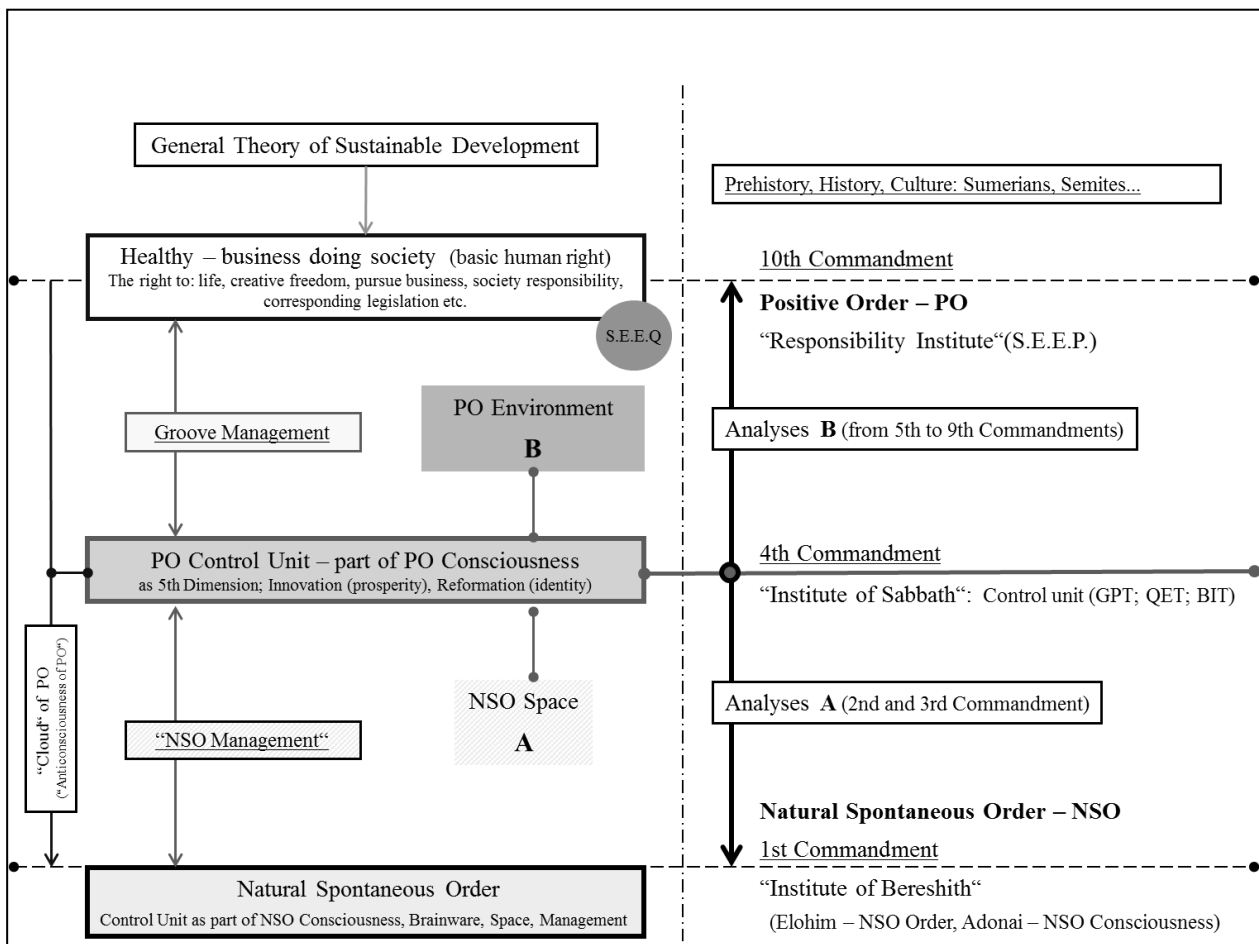 General Theory of Sustainable Development
Prehistory, History, Culture: Sumerians, Semites...
Healthy – business doing society (basic human right)
The right to: life, creative freedom, pursue business, society responsibility,
corresponding legislation etc.
S.E.E.Q
10th Commandment
Positive Order – PO
“Responsibility Institute“(S.E.E.P.)
Groove Management
PO Environment
B
Analyses B (from 5th to 9th Commandments)
PO Control Unit – part of PO Consciousness
as 5th Dimension; Innovation (prosperity), Reformation (identity)
4th Commandment
“Institute of Sabbath“: Control unit (GPT; QET; BIT)
“Cloud“ of PO
(“Anticonsciousness of PO“)
“NSO Management“
NSO Space
A
Analyses A (2nd and 3rd Commandment)
Natural Spontaneous Order – NSO
1st Commandment
“Institute of Bereshith“
(Elohim – NSO Order, Adonai – NSO Consciousness)
Natural Spontaneous Order
Control Unit as part of NSO Consciousness, Brainware, Space, Management